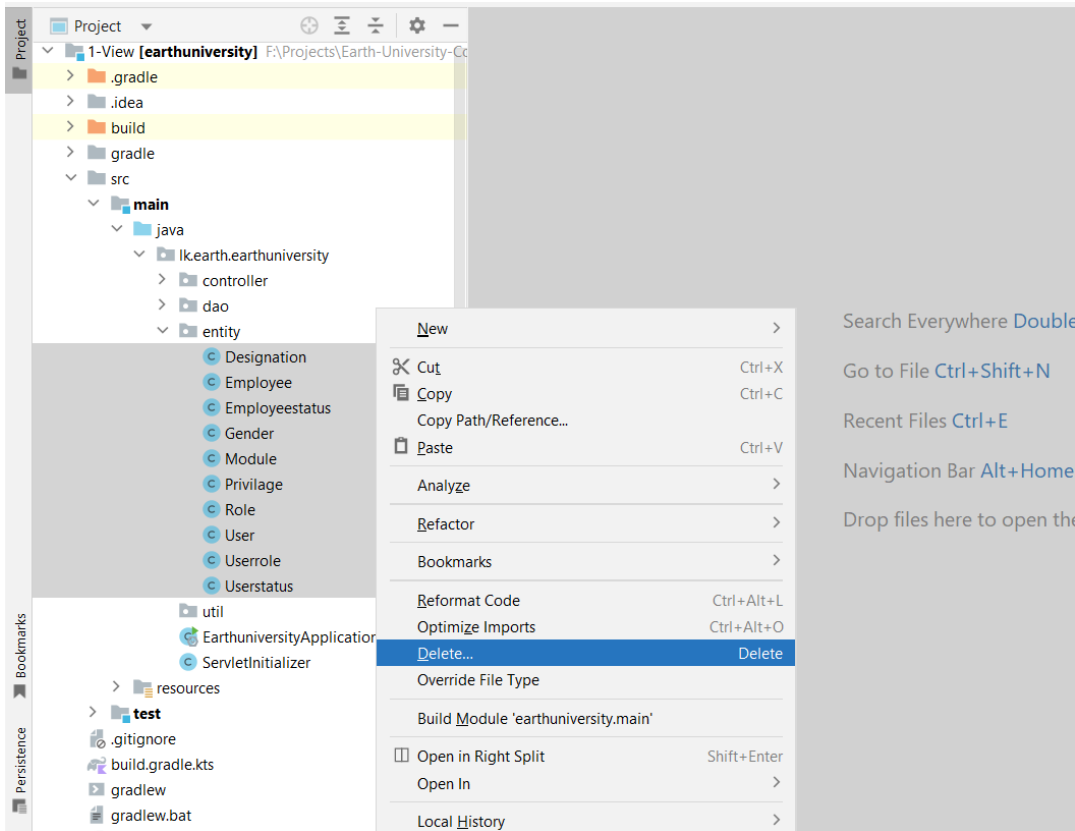 Project
Project
1-View [earthuniversity] F:\Projects\Earth-University-Co
.gradle
.idea
build
gradle
src
main
java
lk.earth.earthuniversity
controller
dao
entity
Designation
Employee
Employeestatus
Gender
Module
Privilage
Role
User
Userrole
Userstatus
util
EarthuniversityApplication
ServletInitializer
resources
test
.gitignore
build.gradle.kts
gradlew
gradlew.bat
Bookmarks
Persistence
New
Cut Ctrl+X
Copy Ctrl+C
Copy Path/Reference...
Paste Ctrl+V
Analyze
Refactor
Bookmarks
Reformat Code Ctrl+Alt+L
Optimize Imports Ctrl+Alt+O
Delete... Delete
Override File Type
Build Module 'earthuniversity.main'
Open in Right Split Shift+Enter
Open In
Local History
Search Everywhere Double
Go to File Ctrl+Shift+N
Recent Files Ctrl+E
Navigation Bar Alt+Home
Drop files here to open the